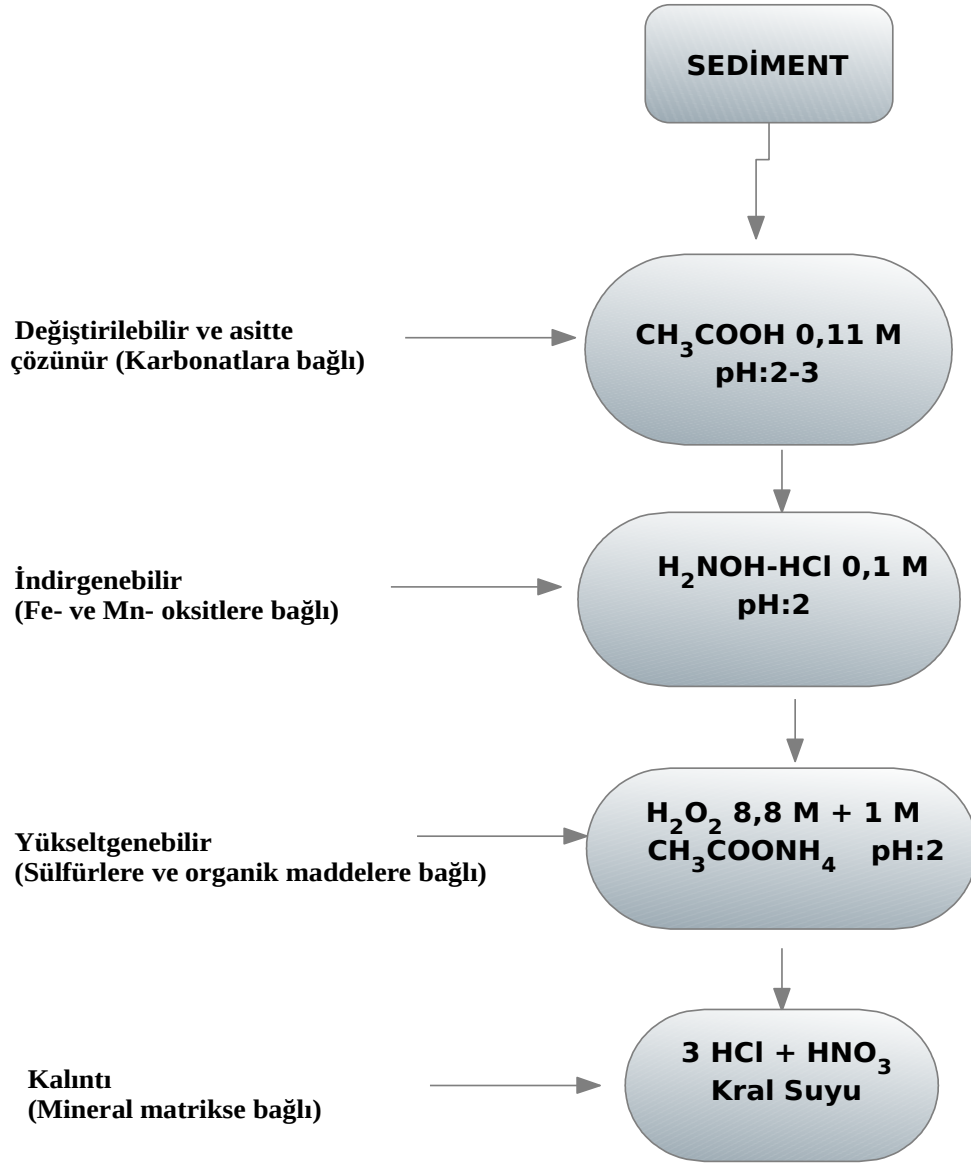 SEDİMENT
Değiştirilebilir ve asitte
çözünür (Karbonatlara bağlı)
CH₃COOH 0,11 M
pH:2-3
İndirgenebilir
(Fe- ve Mn- oksitlere bağlı)
H₂NOH-HCl 0,1 M
pH:2
Yükseltgenebilir
(Sülfürlere ve organik maddelere bağlı)
H₂O₂ 8,8 M + 1 M
CH₃COONH₄ pH:2
Kalıntı
(Mineral matrikse bağlı)
3 HCl + HNO₃
Kral Suyu